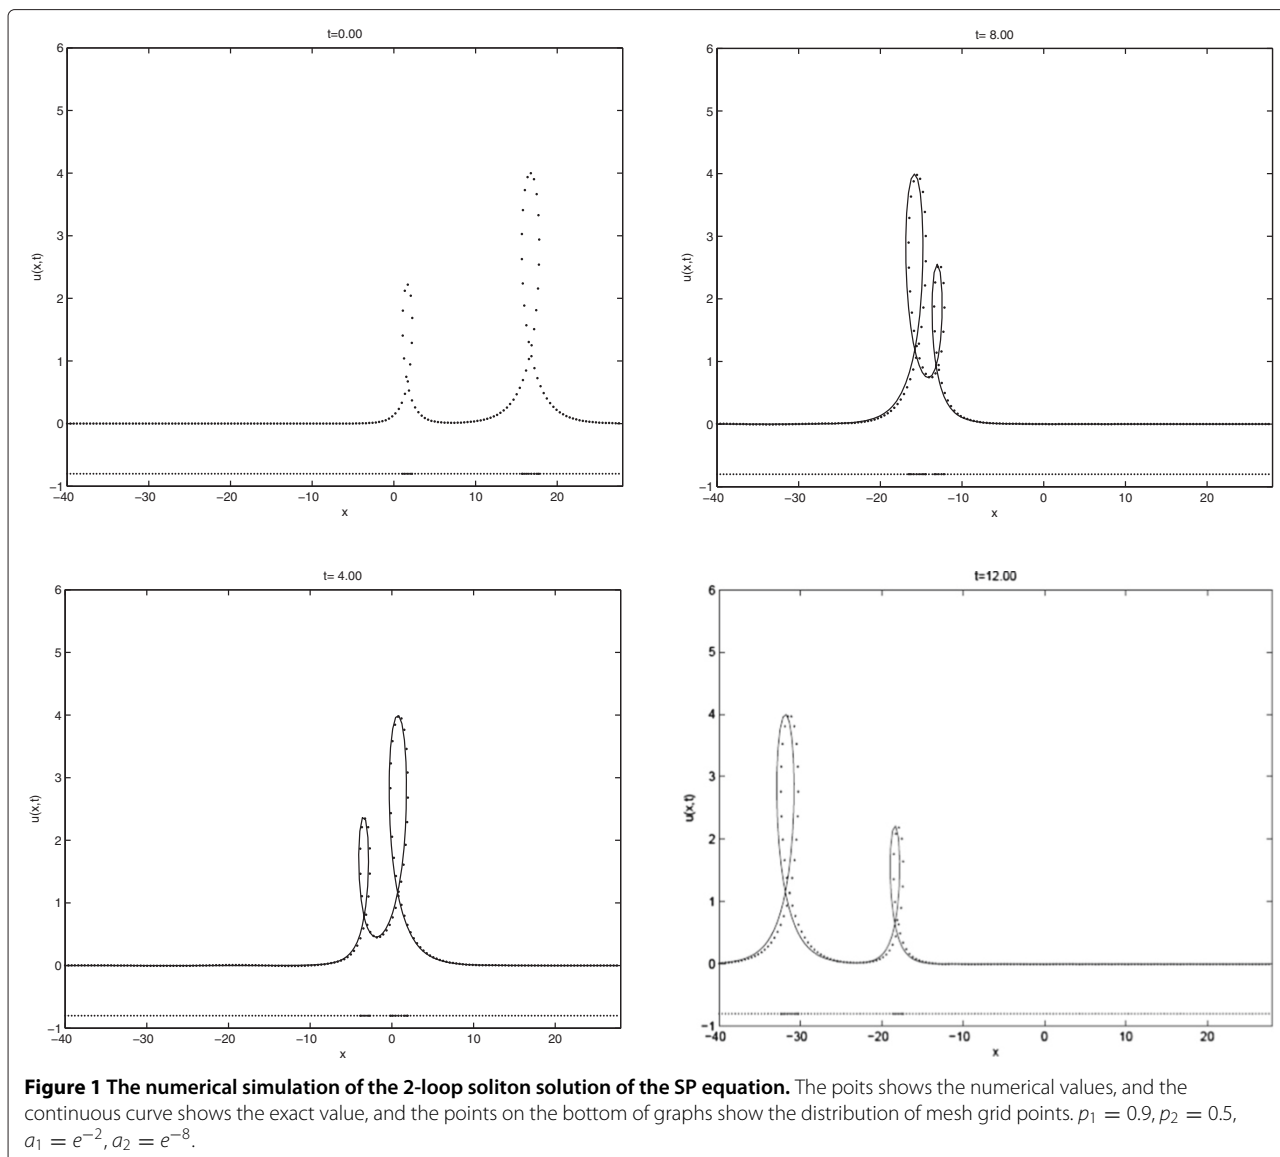 t=0.00
6
5
4
3
2
1
0
−1
u(x,t)
−40 −30 −20 −10 0 10 20
x
t= 8.00
6
5
4
3
2
1
0
−1
u(x,t)
−40 −30 −20 −10 0 10 20
x
t= 4.00
6
5
4
3
2
1
0
−1
u(x,t)
−40 −30 −20 −10 0 10 20
x
t=12.00
6
5
4
3
2
1
0
−1
u(x,t)
−40 −30 −20 −10 0 10 20
x
Figure 1 The numerical simulation of the 2-loop soliton solution of the SP equation. The poits shows the numerical values, and the
continuous curve shows the exact value, and the points on the bottom of graphs show the distribution of mesh grid points. p₁ = 0.9, p₂ = 0.5,
a₁ = e⁻², a₂ = e⁻⁸.